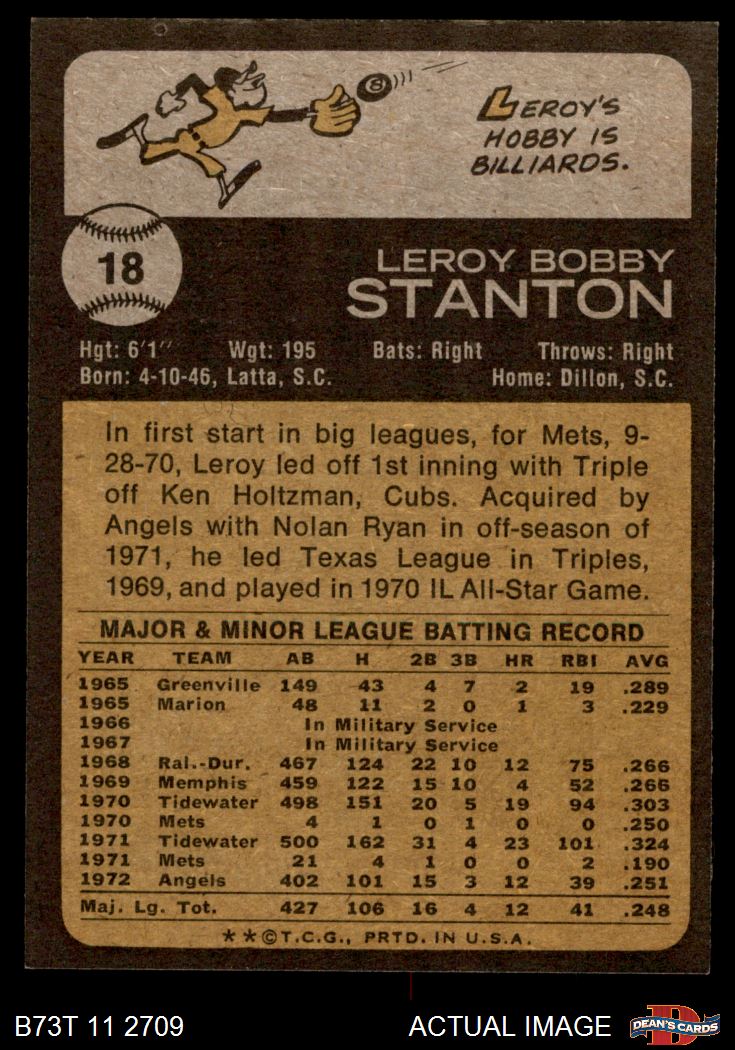 8
LEROY'S
HOBBY IS
BILLIARDS.
18
LEROY BOBBY
STANTON
Hgt: 6'1" Wgt: 195 Bats: Right Throws: Right
Born: 4-10-46, Latta, S.C. Home: Dillon, S.C.
In first start in big leagues, for Mets, 9-
28-70, Leroy led off 1st inning with Triple
off Ken Holtzman, Cubs. Acquired by
Angels with Nolan Ryan in off-season of
1971, he led Texas League in Triples,
1969, and played in 1970 IL All-Star Game.
MAJOR & MINOR LEAGUE BATTING RECORD
YEAR TEAM AB H 2B 3B HR RBI AVG
1965 Greenville 149 43 4 7 2 19 .289
1965 Marion 48 11 2 0 1 3 .229
1966 In Military Service
1967 In Military Service
1968 Ral.-Dur. 467 124 22 10 12 75 .266
1969 Memphis 459 122 15 10 4 52 .266
1970 Tidewater 498 151 20 5 19 94 .303
1970 Mets 4 1 0 1 0 0 .250
1971 Tidewater 500 162 31 4 23 101 .324
1971 Mets 21 4 1 0 0 2 .190
1972 Angels 402 101 15 3 12 39 .251
Maj. Lg. Tot. 427 106 16 4 12 41 .248
**©T.C.G., PRTD. IN U.S.A.
B73T 11 2709 ACTUAL IMAGE D DEAN'S CARDS